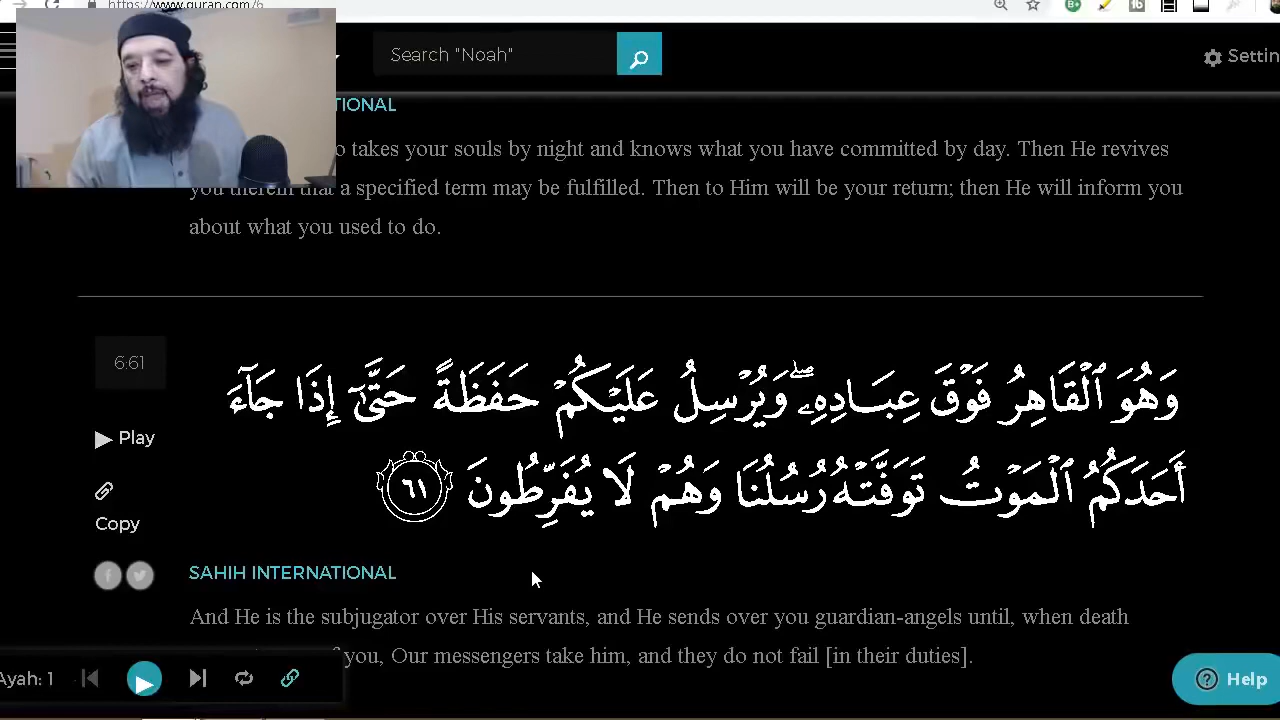 https://www.quran.com/6
Search "Noah"
Settin
TIONAL
takes your souls by night and knows what you have committed by day. Then He revives
you therein that a specified term may be fulfilled. Then to Him will be your return; then He will inform you
about what you used to do.
6:61
وَهُوَ ٱلْقَاهِرُ فَوْقَ عِبَادِهِۦ ۖ وَيُرْسِلُ عَلَيْكُمْ حَفَظَةً حَتَّىٰٓ إِذَا جَآءَ
أَحَدَكُمُ ٱلْمَوْتُ تَوَفَّتْهُ رُسُلُنَا وَهُمْ لَا يُفَرِّطُونَ ٦١
Play
Copy
SAHIH INTERNATIONAL
And He is the subjugator over His servants, and He sends over you guardian-angels until, when death
of you, Our messengers take him, and they do not fail [in their duties].
Ayah: 1
Help